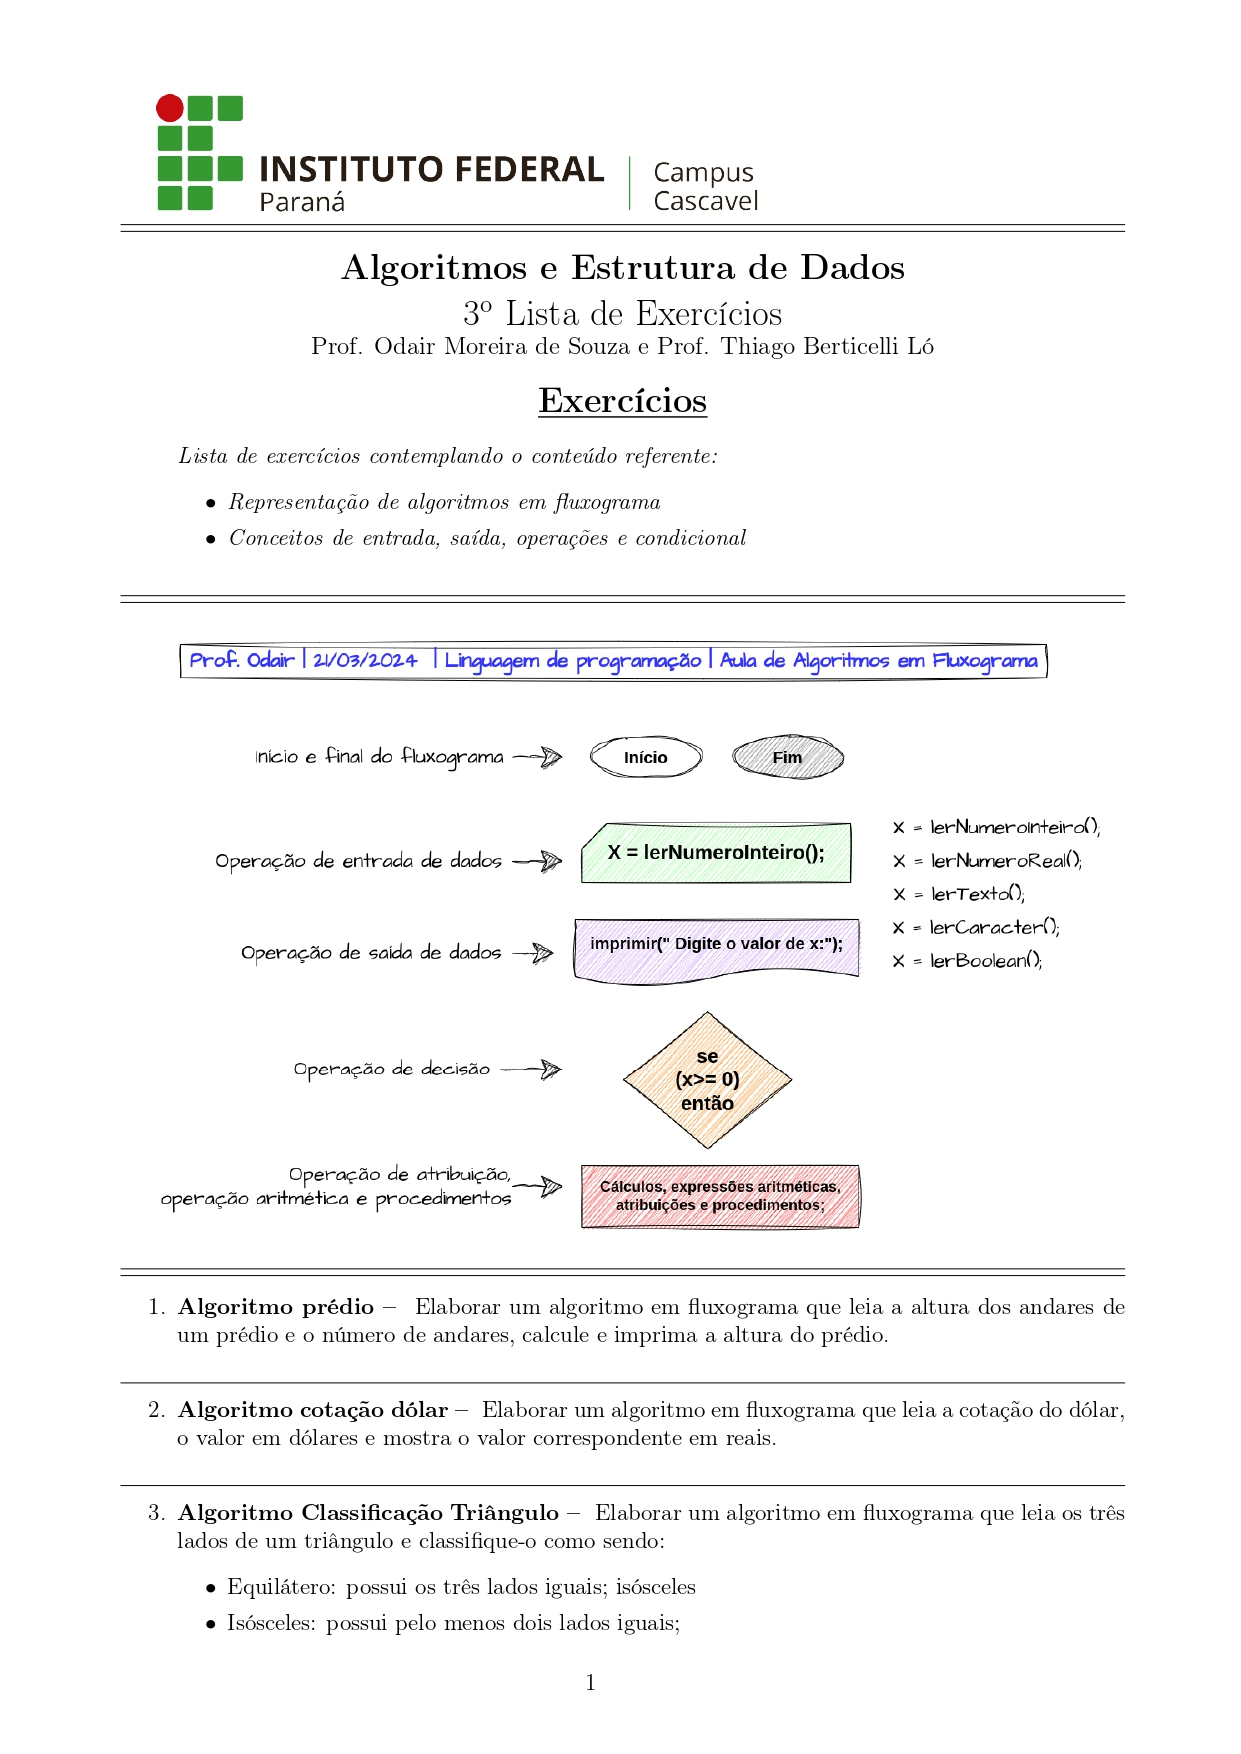 INSTITUTO FEDERAL
Paraná
Campus
Cascavel
Algoritmos e Estrutura de Dados
3º Lista de Exercícios
Prof. Odair Moreira de Souza e Prof. Thiago Berticelli Ló
Exercícios
Lista de exercícios contemplando o conteúdo referente:
• Representação de algoritmos em fluxograma
• Conceitos de entrada, saída, operações e condicional
Prof. Odair | 21/03/2024 | Linguagem de programação | Aula de Algoritmos em Fluxograma
Início e final do fluxograma
Início
Fim
Operação de entrada de dados
X = lerNumeroInteiro();
X = lerNumeroInteiro();
X = lerNumeroReal();
X = lerTexto();
X = lerCaracter();
X = lerBoolean();
Operação de saída de dados
imprimir(" Digite o valor de x:");
Operação de decisão
se
(x>= 0)
então
Operação de atribuição,
operação aritmética e procedimentos
Cálculos, expressões aritméticas,
atribuições e procedimentos;
1. Algoritmo prédio – Elaborar um algoritmo em fluxograma que leia a altura dos andares de
um prédio e o número de andares, calcule e imprima a altura do prédio.
2. Algoritmo cotação dólar – Elaborar um algoritmo em fluxograma que leia a cotação do dólar,
o valor em dólares e mostra o valor correspondente em reais.
3. Algoritmo Classificação Triângulo – Elaborar um algoritmo em fluxograma que leia os três
lados de um triângulo e classifique-o como sendo:
• Equilátero: possui os três lados iguais; isósceles
• Isósceles: possui pelo menos dois lados iguais;
1